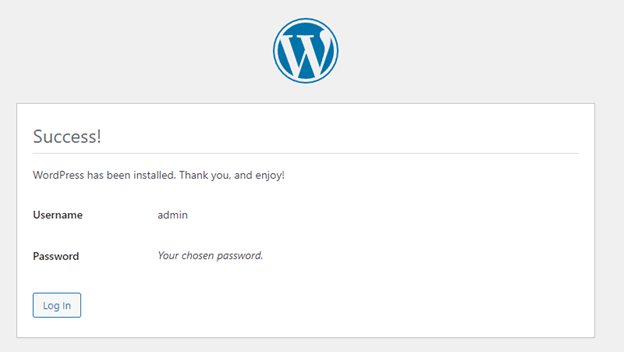 Success!
WordPress has been installed. Thank you, and enjoy!
Username admin
Password Your chosen password.
Log In